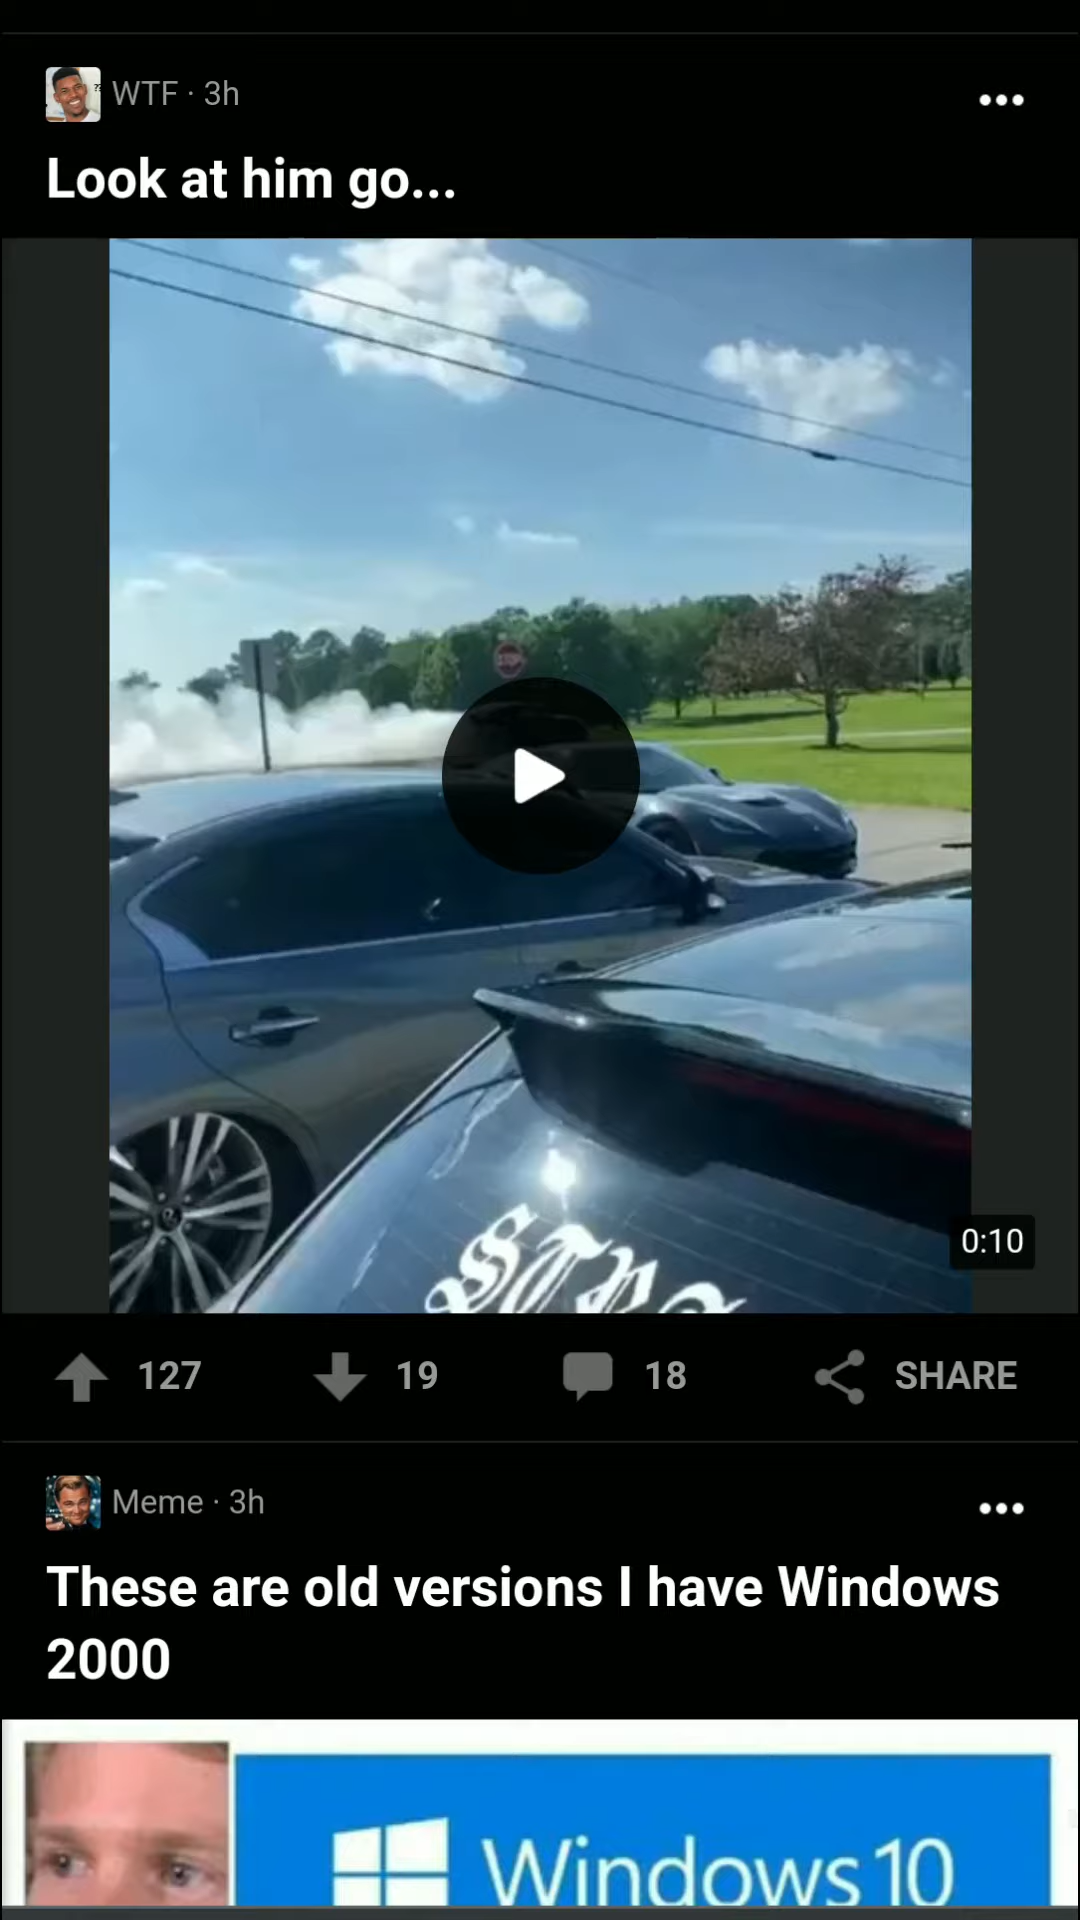 WTF · 3h
Look at him go...
STOP
0:10
127 19 18 SHARE
Meme · 3h
These are old versions I have Windows
2000
Windows 10